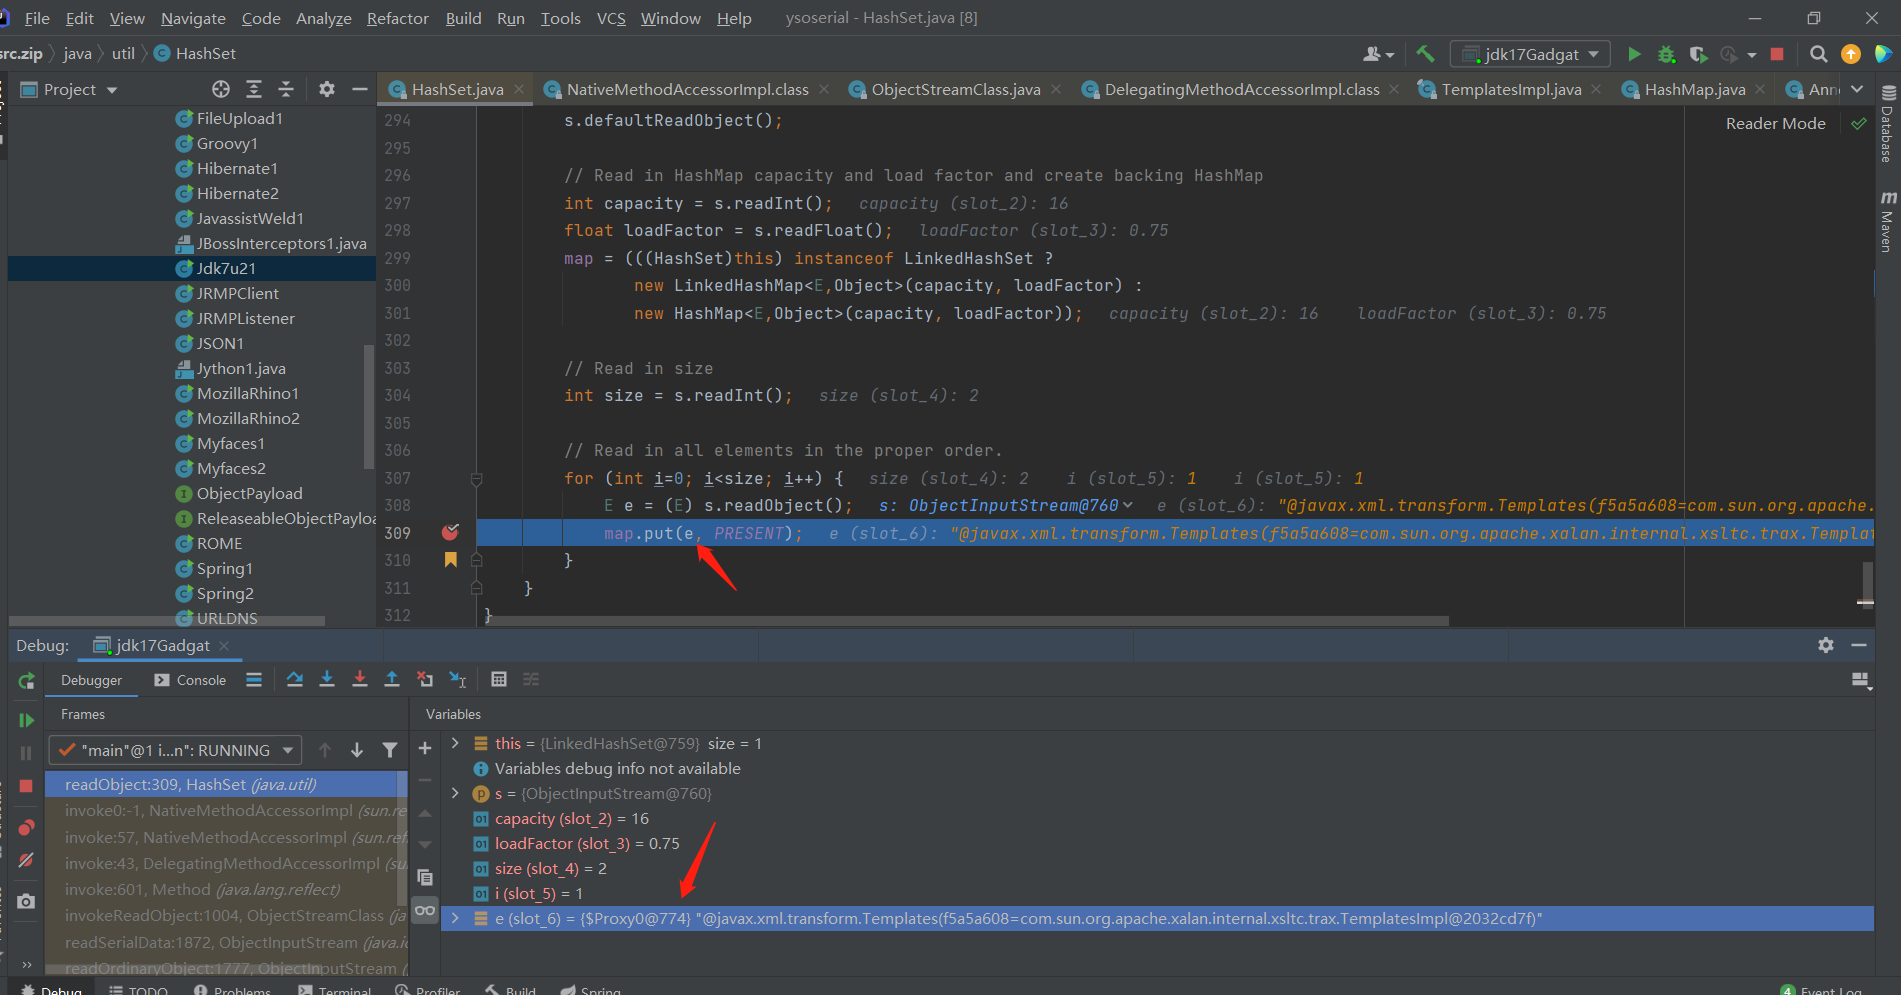 File Edit View Navigate Code Analyze Refactor Build Run Tools VCS Window Help ysoserial - HashSet.java [8]
src.zip java util HashSet jdk17Gadgat
Project
HashSet.java NativeMethodAccessorImpl.class ObjectStreamClass.java DelegatingMethodAccessorImpl.class TemplatesImpl.java HashMap.java Ann
Reader Mode
Database
Maven
FileUpload1
Groovy1
Hibernate1
Hibernate2
JavassistWeld1
JBossInterceptors1.java
Jdk7u21
JRMPClient
JRMPListener
JSON1
Jython1.java
MozillaRhino1
MozillaRhino2
Myfaces1
Myfaces2
ObjectPayload
ReleaseableObjectPayloa
ROME
Spring1
Spring2
URLDNS
294 s.defaultReadObject();
295
296 // Read in HashMap capacity and load factor and create backing HashMap
297 int capacity = s.readInt(); capacity (slot_2): 16
298 float loadFactor = s.readFloat(); loadFactor (slot_3): 0.75
299 map = (((HashSet)this) instanceof LinkedHashSet ?
300 new LinkedHashMap<E,Object>(capacity, loadFactor) :
301 new HashMap<E,Object>(capacity, loadFactor)); capacity (slot_2): 16 loadFactor (slot_3): 0.75
302
303 // Read in size
304 int size = s.readInt(); size (slot_4): 2
305
306 // Read in all elements in the proper order.
307 for (int i=0; i<size; i++) { size (slot_4): 2 i (slot_5): 1 i (slot_5): 1
308 E e = (E) s.readObject(); s: ObjectInputStream@760 e (slot_6): "@javax.xml.transform.Templates(f5a5a608=com.sun.org.apache.
309 map.put(e, PRESENT); e (slot_6): "@javax.xml.transform.Templates(f5a5a608=com.sun.org.apache.xalan.internal.xsltc.trax.Templat
310 }
311 }
312 }
Debug: jdk17Gadgat
Debugger Console
Frames
Variables
"main"@1 i...n": RUNNING
readObject:309, HashSet (java.util)
invoke0:-1, NativeMethodAccessorImpl (sun.re
invoke:57, NativeMethodAccessorImpl (sun.refl
invoke:43, DelegatingMethodAccessorImpl (su
invoke:601, Method (java.lang.reflect)
invokeReadObject:1004, ObjectStreamClass (ja
readSerialData:1872, ObjectInputStream (java.i
readOrdinaryObject:1777, ObjectInputStream (
this = {LinkedHashSet@759} size = 1
Variables debug info not available
s = {ObjectInputStream@760}
capacity (slot_2) = 16
loadFactor (slot_3) = 0.75
size (slot_4) = 2
i (slot_5) = 1
e (slot_6) = {$Proxy0@774} "@javax.xml.transform.Templates(f5a5a608=com.sun.org.apache.xalan.internal.xsltc.trax.TemplatesImpl@2032cd7f)"
Debug TODO Problems Terminal Profiler Build Spring 4 Event Log